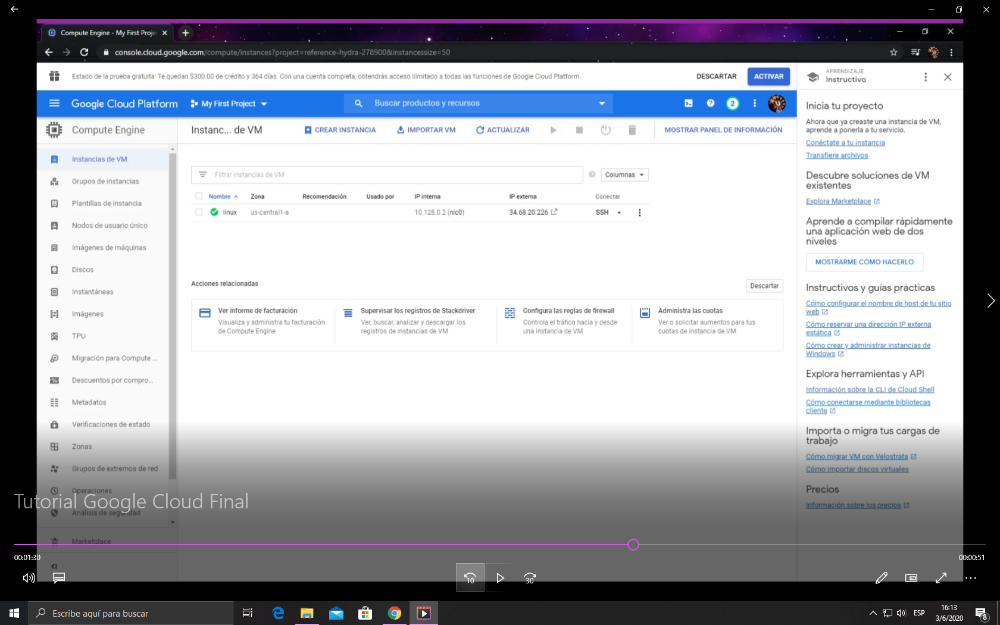 Compute Engine - My First Proje
console.cloud.google.com/compute/instances?project=reference-hydra-278900&instancessize=50
Estado de la prueba gratuita: Te quedan $300.00 de crédito y 364 días. Con una cuenta completa, obtendrás acceso ilimitado a todas las funciones de Google Cloud Platform.
DESCARTAR
ACTIVAR
Google Cloud Platform
My First Project
Buscar productos y recursos
2
Compute Engine
Instanc... de VM
CREAR INSTANCIA
IMPORTAR VM
ACTUALIZAR
MOSTRAR PANEL DE INFORMACIÓN
Instancias de VM
Grupos de instancias
Plantillas de instancia
Nodos de usuario único
Imágenes de máquinas
Discos
Instantáneas
Imágenes
TPU
Migración para Compute ...
Descuentos por compro...
Metadatos
Verificaciones de estado
Zonas
Grupos de extremos de red
Operaciones
Análisis de seguridad
Marketplace
Filtrar instancias de VM
Columnas
Nombre Zona Recomendación Usado por IP interna IP externa Conectar
linux us-central1-a 10.128.0.2 (nic0) 34.68.20.226 SSH
Acciones relacionadas
Descartar
Ver informe de facturación
Visualiza y administra tu facturación
de Compute Engine
Supervisar los registros de Stackdriver
Ver, buscar, analizar y descargar los
registros de instancias de VM
Configura las reglas de firewall
Controla el tráfico hacia y desde
una instancia de VM
Administra las cuotas
Ver o solicitar aumentos para tus
cuotas de instancia de VM
APRENDIZAJE
Instructivo
Inicia tu proyecto
Ahora que ya creaste una instancia de VM,
aprende a ponerla a tu servicio.
Conéctate a tu instancia
Transfiere archivos
Descubre soluciones de VM
existentes
Explora Marketplace
Aprende a compilar rápidamente
una aplicación web de dos
niveles
MOSTRARME CÓMO HACERLO
Instructivos y guías prácticas
Cómo configurar el nombre de host de tu sitio
web
Cómo reservar una dirección IP externa
estática
Cómo crear y administrar instancias de
Windows
Explora herramientas y API
Información sobre la CLI de Cloud Shell
Cómo conectarse mediante bibliotecas
cliente
Importa o migra tus cargas de
trabajo
Cómo migrar VM con Velostrata
Cómo importar discos virtuales
Precios
Información sobre los precios
Tutorial Google Cloud Final
00:01:30
00:00:51
10
30
Escribe aquí para buscar
ESP
16:13
3/6/2020
8